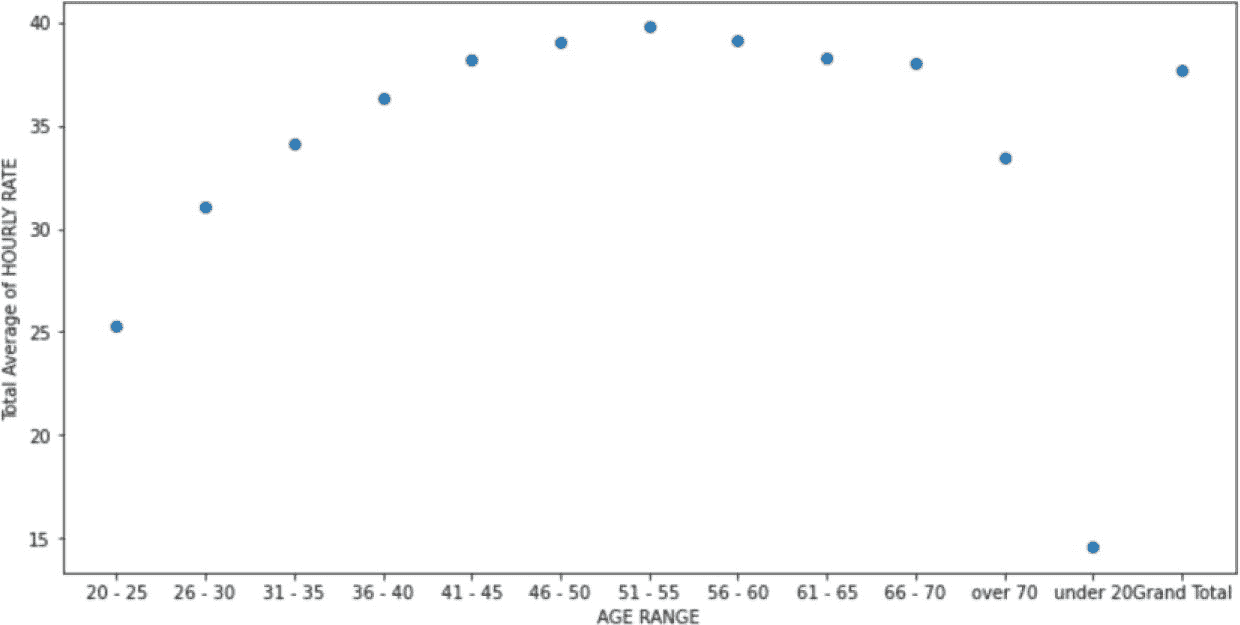 Total Average of HOURLY RATE
40
35
30
25
20
15
20 - 25 26 - 30 31 - 35 36 - 40 41 - 45 46 - 50 51 - 55 56 - 60 61 - 65 66 - 70 over 70 under 20Grand Total
AGE RANGE